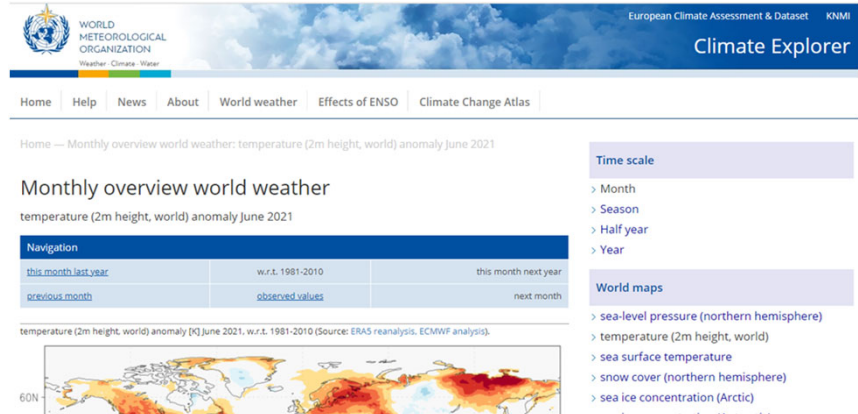 WORLD
METEOROLOGICAL
ORGANIZATION
Weather · Climate · Water
European Climate Assessment & Dataset KNMI
Climate Explorer
Home Help News About World weather Effects of ENSO Climate Change Atlas
Home — Monthly overview world weather: temperature (2m height, world) anomaly June 2021
Monthly overview world weather
temperature (2m height, world) anomaly June 2021
Navigation
this month last year w.r.t. 1981-2010 this month next year
previous month observed values next month
temperature (2m height, world) anomaly [K] June 2021, w.r.t. 1981-2010 (Source: ERA5 reanalysis, ECMWF analysis).
60N
Time scale
> Month
> Season
> Half year
> Year
World maps
> sea-level pressure (northern hemisphere)
> temperature (2m height, world)
> sea surface temperature
> snow cover (northern hemisphere)
> sea ice concentration (Arctic)